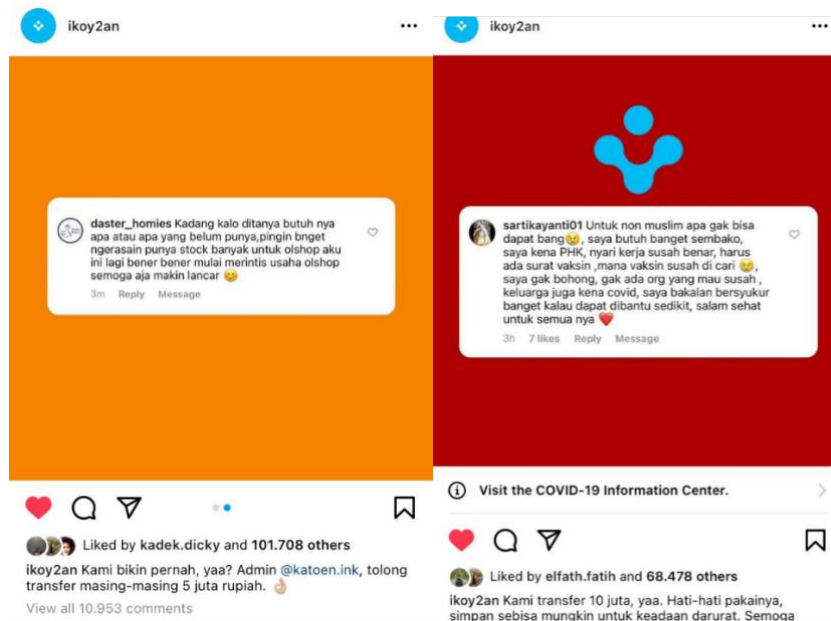 ikoy2an
daster_homies Kadang kalo ditanya butuh nya
apa atau apa yang belum punya,pingin bnget
ngerasain punya stock banyak untuk olshop aku
ini lagi bener bener mulai merintis usaha olshop
semoga aja makin lancar 😊
3m Reply Message
Liked by kadek.dicky and 101.708 others
ikoy2an Kami bikin pernah, yaa? Admin @katoen.ink, tolong
transfer masing-masing 5 juta rupiah. 👌🏻
View all 10.953 comments
ikoy2an
sartikayanti01 Untuk non muslim apa gak bisa
dapat bang😢, saya butuh banget sembako,
saya kena PHK, nyari kerja susah benar, harus
ada surat vaksin ,mana vaksin susah di cari 😢,
saya gak bohong, gak ada org yang mau susah ,
keluarga juga kena covid, saya bakalan bersyukur
banget kalau dapat dibantu sedikit, salam sehat
untuk semua nya ❤️
3h 7 likes Reply Message
Visit the COVID-19 Information Center.
Liked by elfath.fatih and 68.478 others
ikoy2an Kami transfer 10 juta, yaa. Hati-hati pakainya,
simpan sebisa mungkin untuk keadaan darurat. Semoga